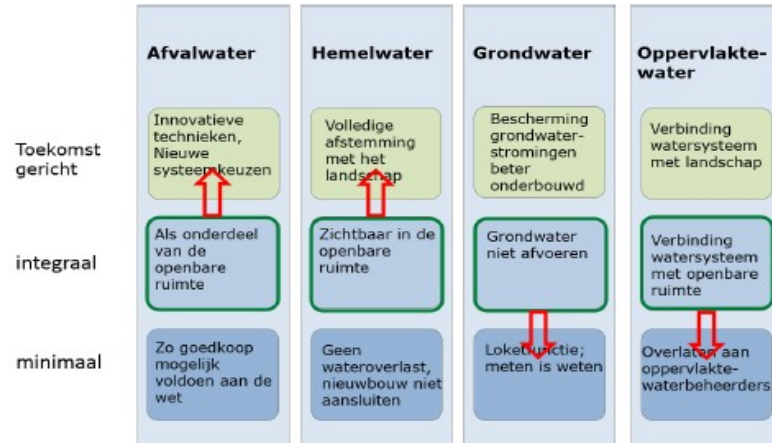 Afvalwater
Hemelwater
Grondwater
Oppervlakte-
water
Toekomst
gericht
Innovatieve
technieken,
Nieuwe
systeemkeuzen
Volledige
afstemming
met het
landschap
Bescherming
grondwater-
stromingen
beter
onderbouwd
Verbinding
watersysteem
met landschap
integraal
Als onderdeel
van de
openbare
ruimte
Zichtbaar in de
openbare
ruimte
Grondwater
niet afvoeren
Verbinding
watersysteem
met openbare
ruimte
minimaal
Zo goedkoop
mogelijk
voldoen aan de
wet
Geen
wateroverlast,
nieuwbouw niet
aansluiten
Loketfunctie;
meten is weten
Overlaten aan
oppervlakte-
waterbeheerders